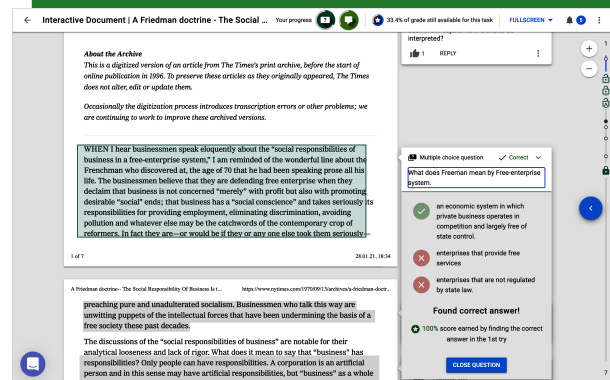 Interactive Document | A Friedman doctrine - The Social ...
Your progress
33.4% of grade still available for this task
FULLSCREEN
5
interpreted?
1 REPLY
About the Archive
This is a digitized version of an article from The Times's print archive, before the start of
online publication in 1996. To preserve these articles as they originally appeared, The Times
does not alter, edit or update them.
Occasionally the digitization process introduces transcription errors or other problems; we
are continuing to work to improve these archived versions.
WHEN I hear businessmen speak eloquently about the “social responsibilities of
business in a free-enterprise system,” I am reminded of the wonderful line about the
Frenchman who discovered at, the age of 70 that he had been speaking prose all his
life. The businessmen believe that they are defending free enterprise when they
declaim that business is not concerned “merely” with profit but also with promoting
desirable “social” ends; that business has a “social conscience” and takes seriously its
responsibilities for providing employment, eliminating discrimination, avoiding
pollution and whatever else may be the catchwords of the contemporary crop of
reformers. In fact they are—or would be if they or any one else took them seriously—
1 of 7
28.01.21, 18:34
A Friedman doctrine-- The Social Responsibility Of Business Is t...
https://www.nytimes.com/1970/09/13/archives/a-friedman-doctr...
preaching pure and unadulterated socialism. Businessmen who talk this way are
unwitting puppets of the intellectual forces that have been undermining the basis of a
free society these past decades.
The discussions of the “social responsibilities of business” are notable for their
analytical looseness and lack of rigor. What does it mean to say that “business” has
responsibilities? Only people can have responsibilities. A corporation is an artificial
person and in this sense may have artificial responsibilities, but “business” as a whole
Multiple choice question
Correct
What does Freeman mean by Free-enterprise
system.
an economic system in which
private business operates in
competition and largely free of
state control.
enterprises that provide free
services
enterprises that are not regulated
by state law.
Found correct answer!
100% score earned by finding the correct
answer in the 1st try
CLOSE QUESTION
1
7